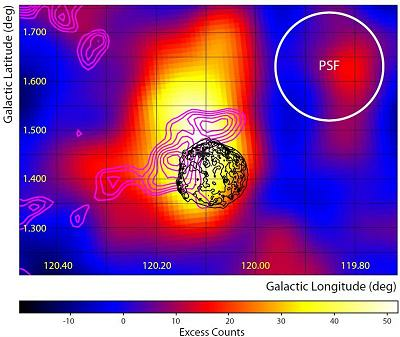 Galactic Latitude (deg)
1.700
1.600
1.500
1.400
1.300
PSF
120.40 120.20 120.00 119.80
Galactic Longitude (deg)
-10 0 10 20 30 40 50
Excess Counts